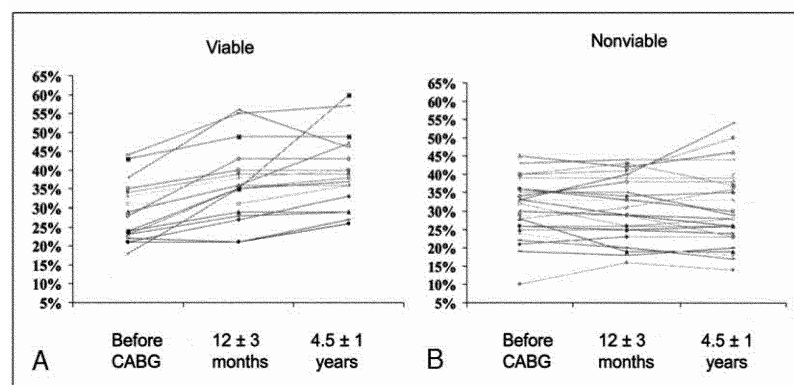 Viable
65%
60%
55%
50%
45%
40%
35%
30%
25%
20%
15%
10%
5%
Before CABG
12 ± 3 months
4.5 ± 1 years
A
Nonviable
65%
60%
55%
50%
45%
40%
35%
30%
25%
20%
15%
10%
5%
Before CABG
12 ± 3 months
4.5 ± 1 years
B